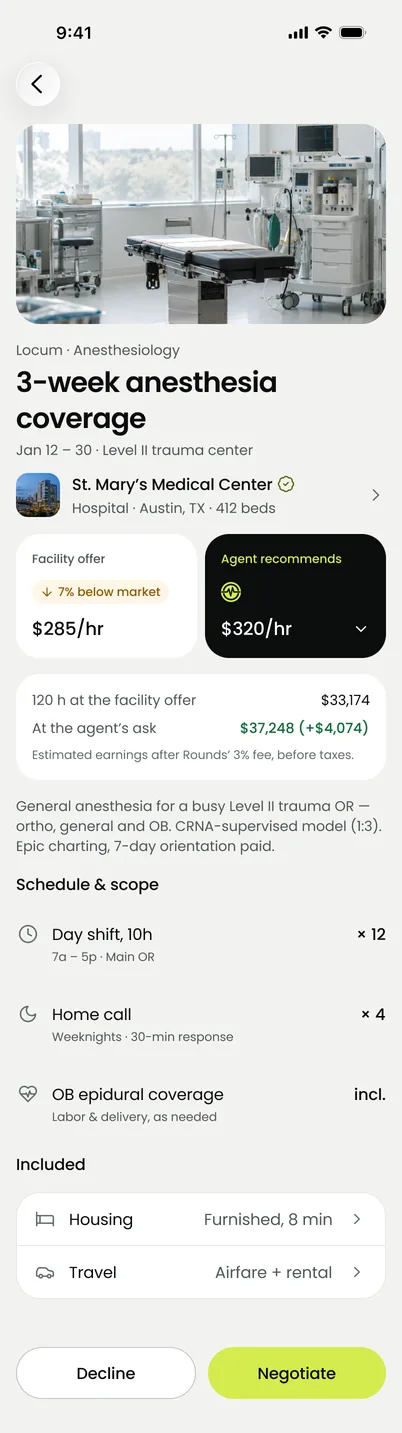 9:41
Locum · Anesthesiology
3-week anesthesia
coverage
Jan 12 – 30 · Level II trauma center
St. Mary’s Medical Center
Hospital · Austin, TX · 412 beds
Facility offer
↓ 7% below market
$285/hr
Agent recommends
$320/hr
120 h at the facility offer $33,174
At the agent’s ask $37,248 (+$4,074)
Estimated earnings after Rounds’ 3% fee, before taxes.
General anesthesia for a busy Level II trauma OR —
ortho, general and OB. CRNA-supervised model (1:3).
Epic charting, 7-day orientation paid.
Schedule & scope
Day shift, 10h × 12
7a – 5p · Main OR
Home call × 4
Weeknights · 30-min response
OB epidural coverage incl.
Labor & delivery, as needed
Included
Housing Furnished, 8 min
Travel Airfare + rental
Decline Negotiate